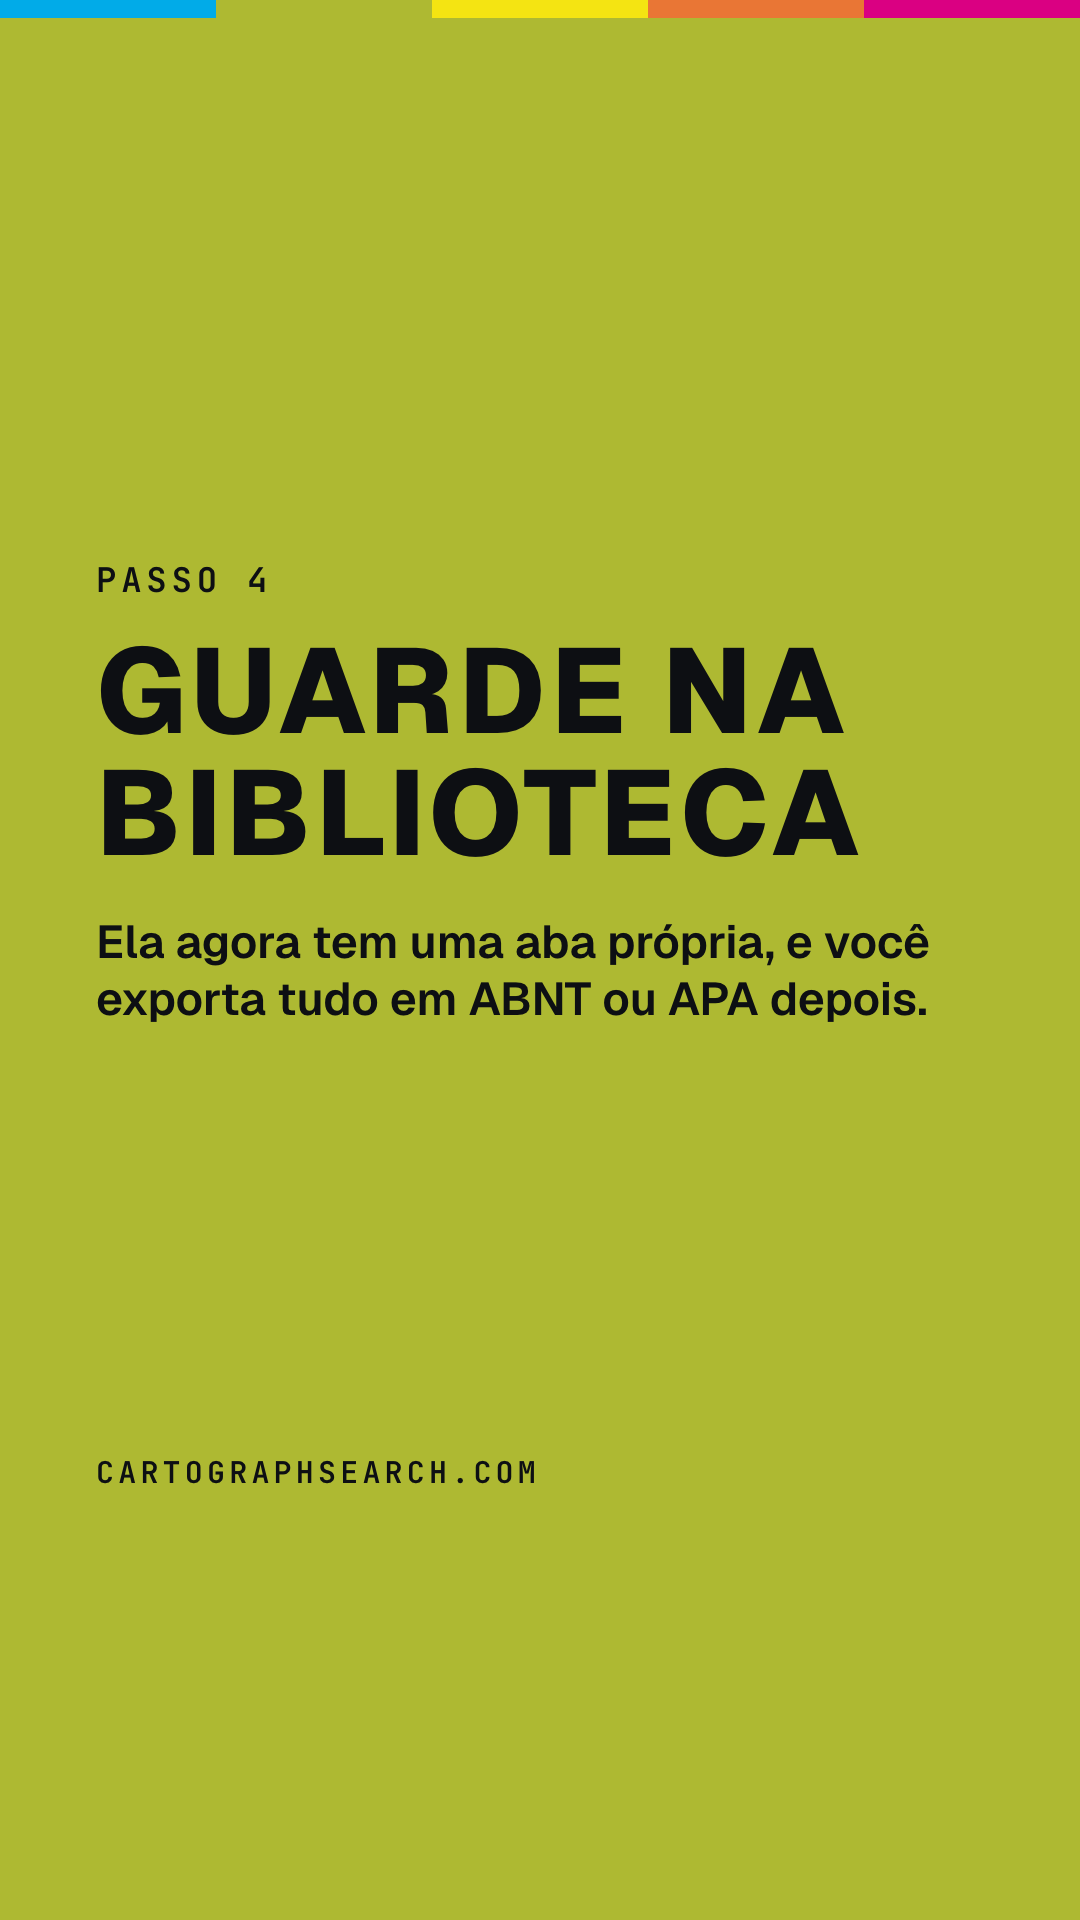 PASSO 4
GUARDE NA
BIBLIOTECA
Ela agora tem uma aba própria, e você
exporta tudo em ABNT ou APA depois.
CARTOGRAPHSEARCH.COM